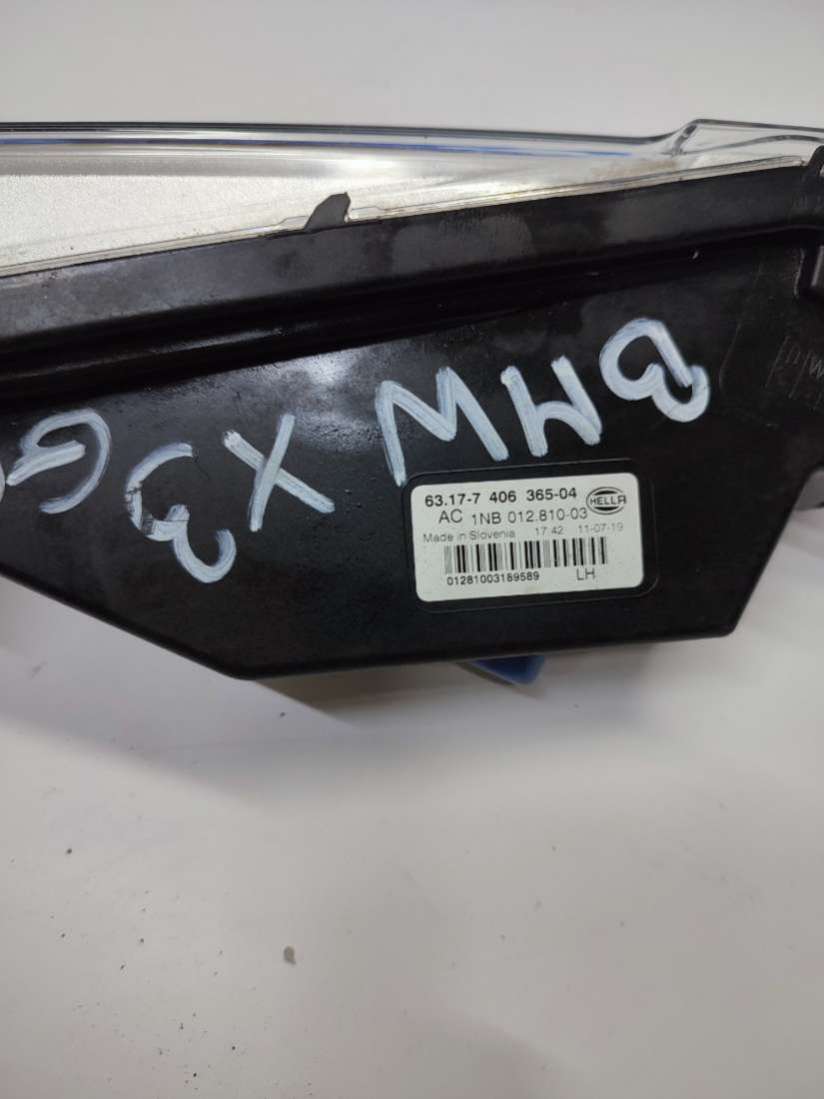 BMW
X3
G
63.17-7 406 365-04
HELLA
AC 1NB 012.810-03
Made in Slovenia 17:42 11-07-19
01281003189589 LH